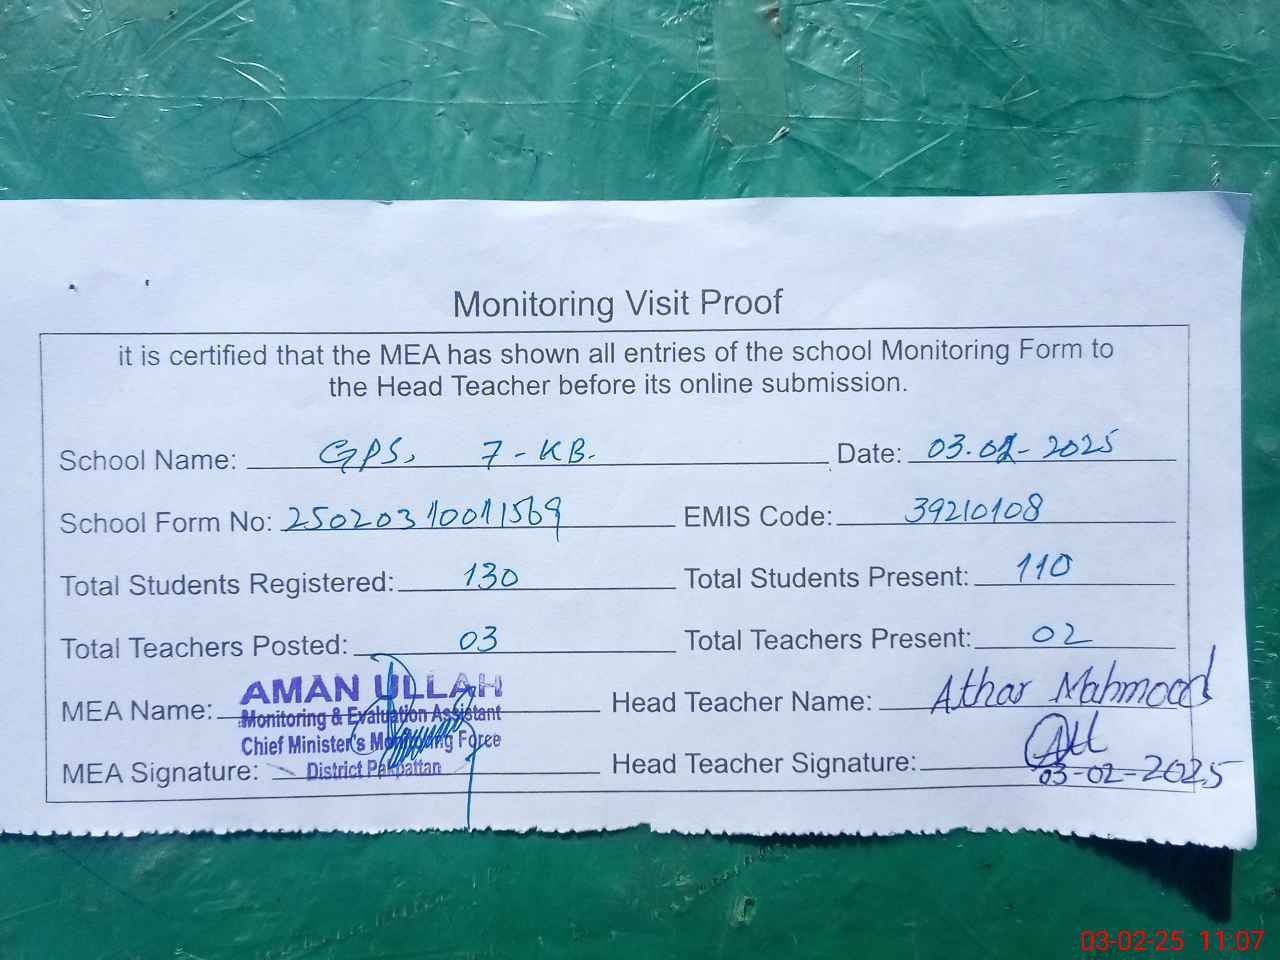 Monitoring Visit Proof
it is certified that the MEA has shown all entries of the school Monitoring Form to
the Head Teacher before its online submission.
School Name: GPS, 7-KB. Date: 03.02-2025
School Form No: 25020310011569 EMIS Code: 39210108
Total Students Registered: 130 Total Students Present: 110
Total Teachers Posted: 03 Total Teachers Present: 02
MEA Name: AMAN ULLAH Head Teacher Name: Athar Mahmood
Monitoring & Evaluation Assistant
Chief Minister's Monitoring Force
MEA Signature: District Pakpattan Head Teacher Signature:
03-02-2025
03-02-25 11:07